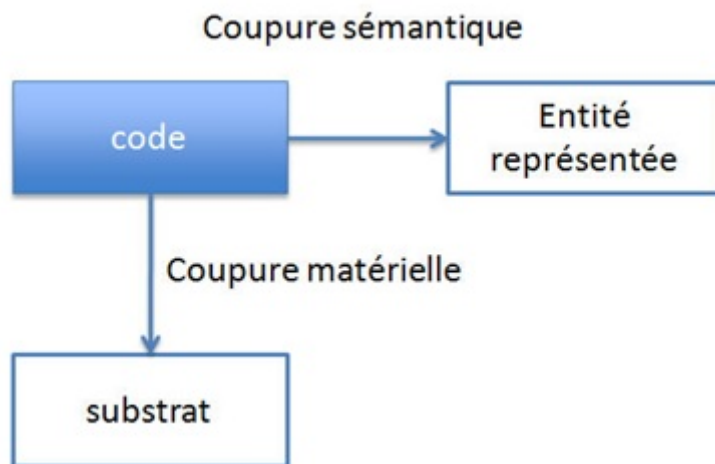 Coupure sémantique
code
Entité
représentée
Coupure matérielle
substrat